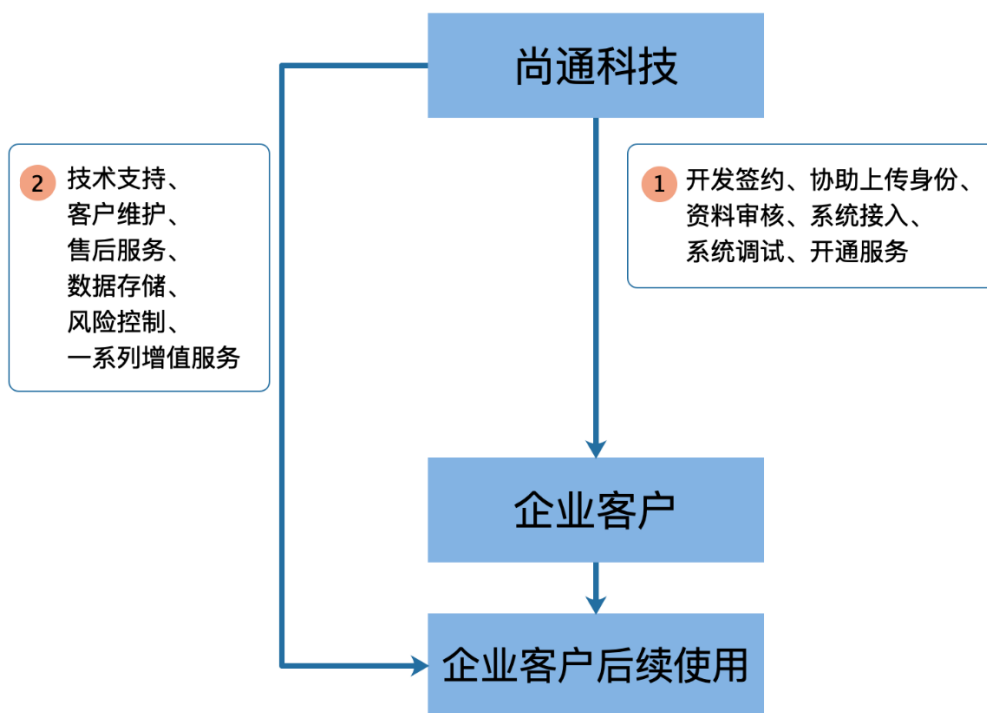 尚通科技
2
技术支持、
客户维护、
售后服务、
数据存储、
风险控制、
一系列增值服务
1
开发签约、协助上传身份、
资料审核、系统接入、
系统调试、开通服务
企业客户
企业客户后续使用